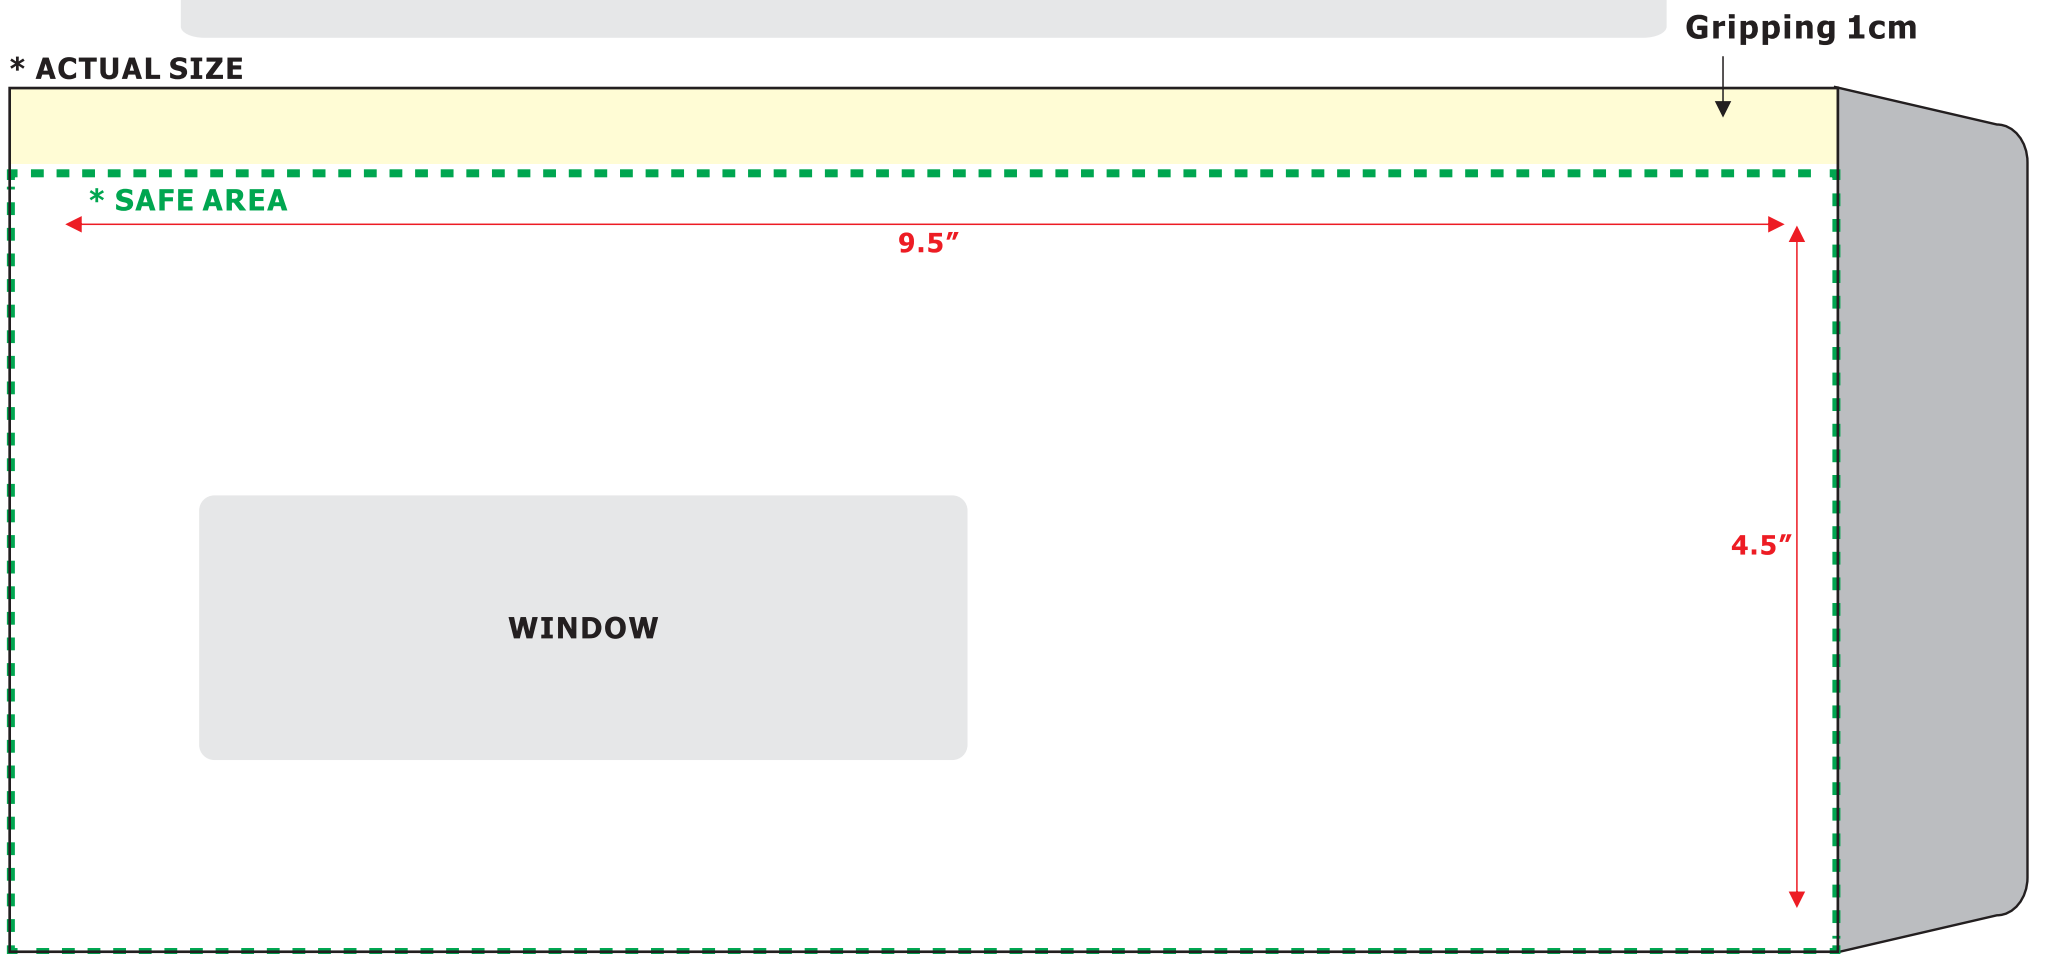 Gripping 1cm
* ACTUAL SIZE
* SAFE AREA
9.5″
4.5″
WINDOW